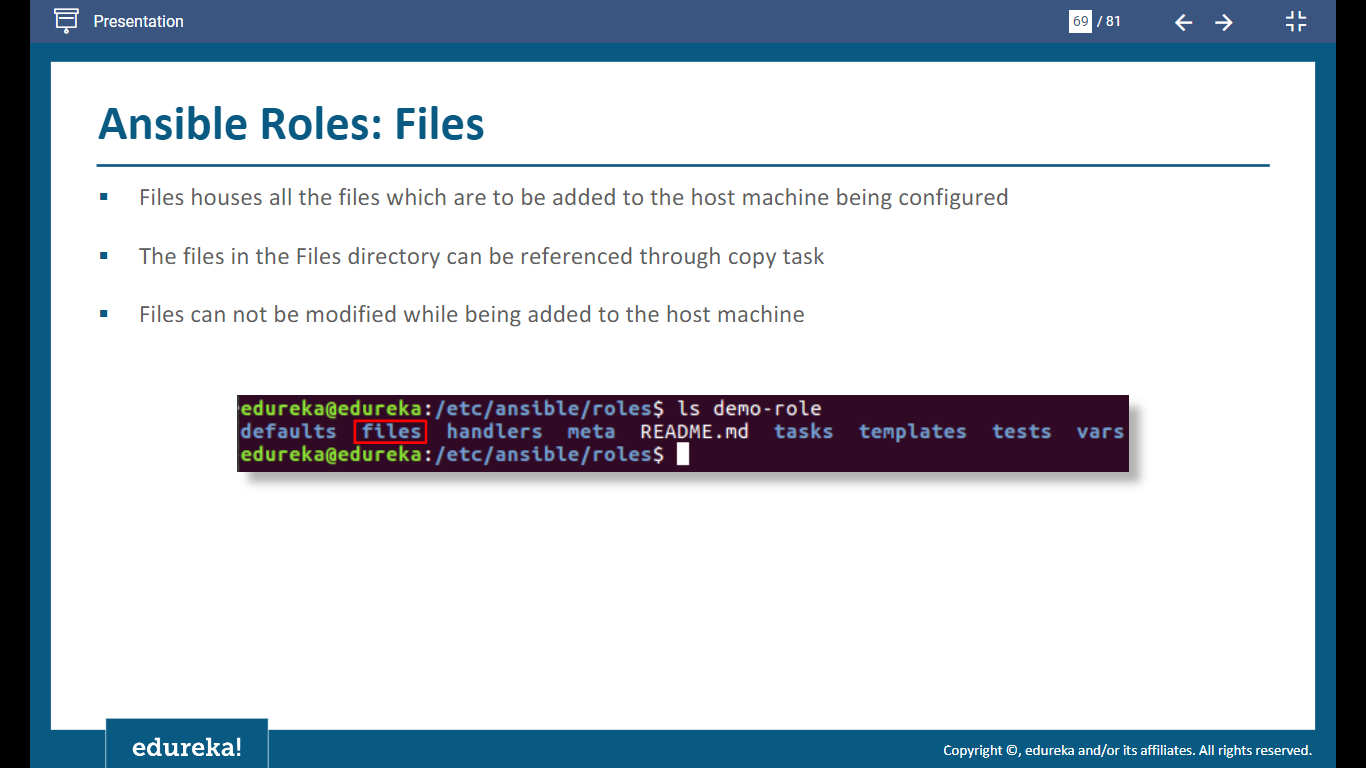 Presentation
69 / 81
Ansible Roles: Files
▪ Files houses all the files which are to be added to the host machine being configured
▪ The files in the Files directory can be referenced through copy task
▪ Files can not be modified while being added to the host machine
edureka@edureka:/etc/ansible/roles$ ls demo-role
defaults files handlers meta README.md tasks templates tests vars
edureka@edureka:/etc/ansible/roles$
edureka!
Copyright ©, edureka and/or its affiliates. All rights reserved.